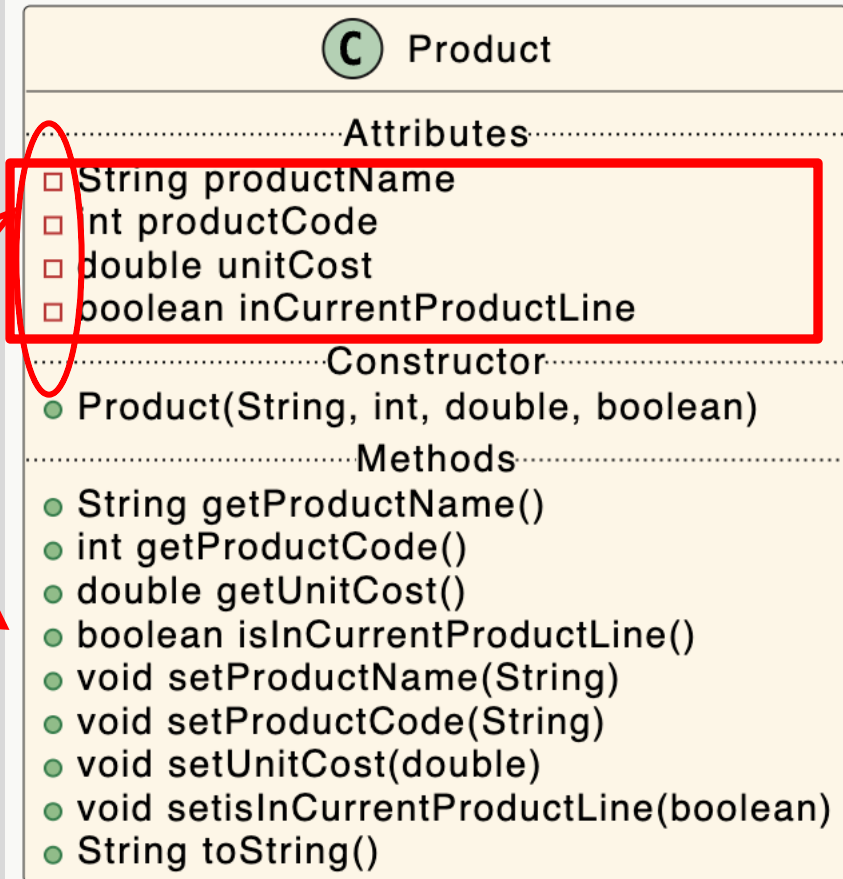 C Product
Attributes
String productName
int productCode
double unitCost
boolean inCurrentProductLine
Constructor
Product(String, int, double, boolean)
Methods
String getProductName()
int getProductCode()
double getUnitCost()
boolean isInCurrentProductLine()
void setProductName(String)
void setProductCode(String)
void setUnitCost(double)
void setisInCurrentProductLine(boolean)
String toString()